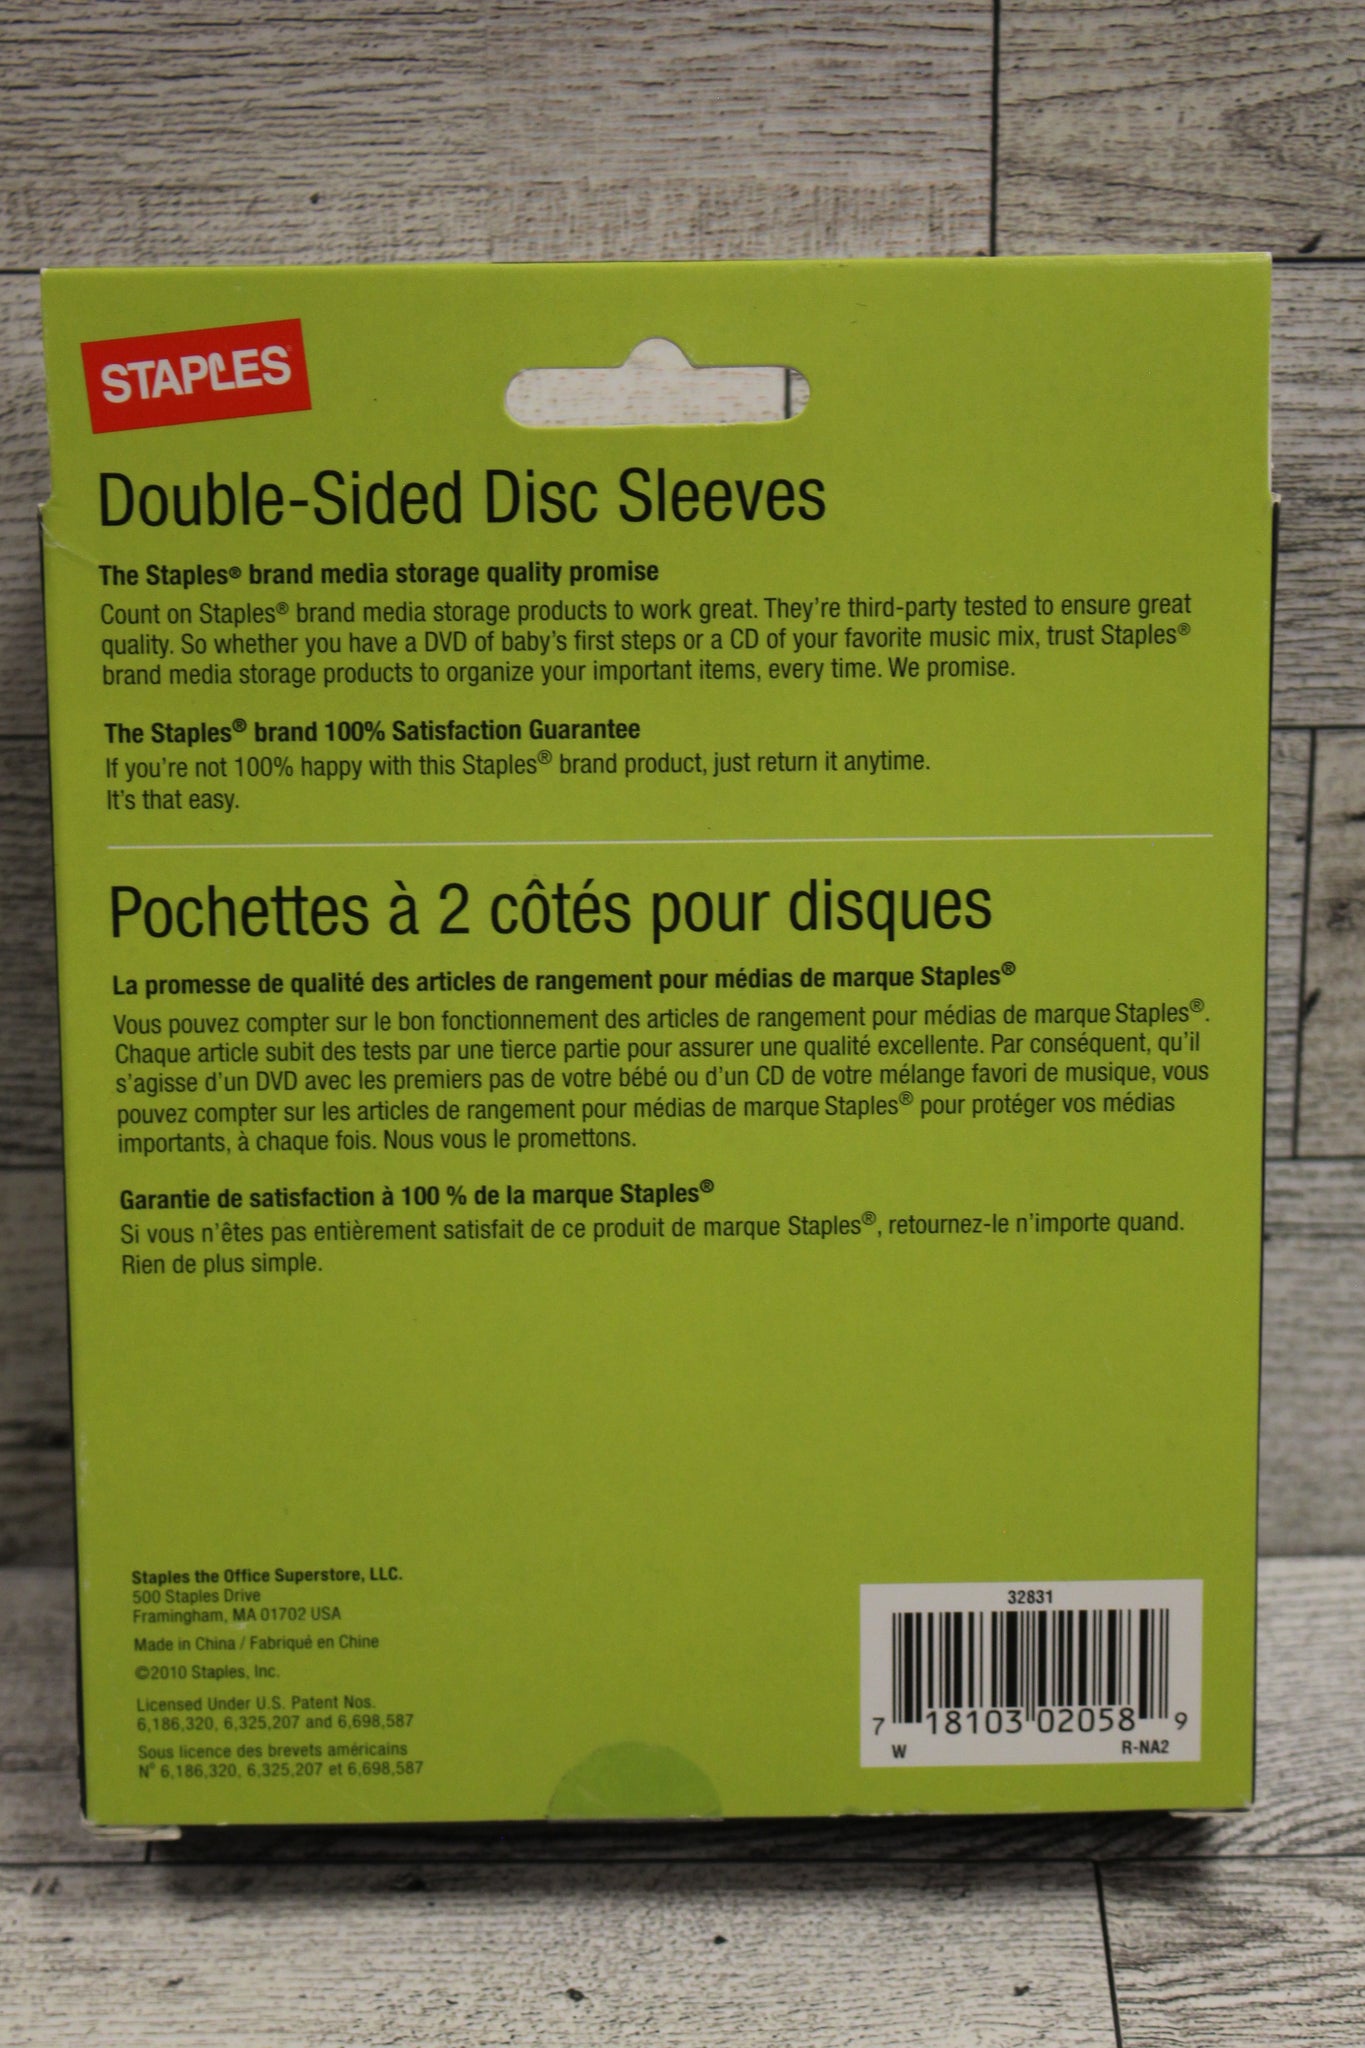 STAPLES®
Double-Sided Disc Sleeves
The Staples® brand media storage quality promise
Count on Staples® brand media storage products to work great. They're third-party tested to ensure great
quality. So whether you have a DVD of baby's first steps or a CD of your favorite music mix, trust Staples®
brand media storage products to organize your important items, every time. We promise.
The Staples® brand 100% Satisfaction Guarantee
If you're not 100% happy with this Staples® brand product, just return it anytime.
It's that easy.
Pochettes à 2 côtés pour disques
La promesse de qualité des articles de rangement pour médias de marque Staples®
Vous pouvez compter sur le bon fonctionnement des articles de rangement pour médias de marque Staples®.
Chaque article subit des tests par une tierce partie pour assurer une qualité excellente. Par conséquent, qu'il
s'agisse d'un DVD avec les premiers pas de votre bébé ou d'un CD de votre mélange favori de musique, vous
pouvez compter sur les articles de rangement pour médias de marque Staples® pour protéger vos médias
importants, à chaque fois. Nous vous le promettons.
Garantie de satisfaction à 100 % de la marque Staples®
Si vous n'êtes pas entièrement satisfait de ce produit de marque Staples®, retournez-le n'importe quand.
Rien de plus simple.
Staples the Office Superstore, LLC.
500 Staples Drive
Framingham, MA 01702 USA
Made in China / Fabriqué en Chine
©2010 Staples, Inc.
Licensed Under U.S. Patent Nos.
6,186,320, 6,325,207 and 6,698,587
Sous licence des brevets américains
N° 6,186,320, 6,325,207 et 6,698,587
32831
7 18103 02058 9
W R-NA2